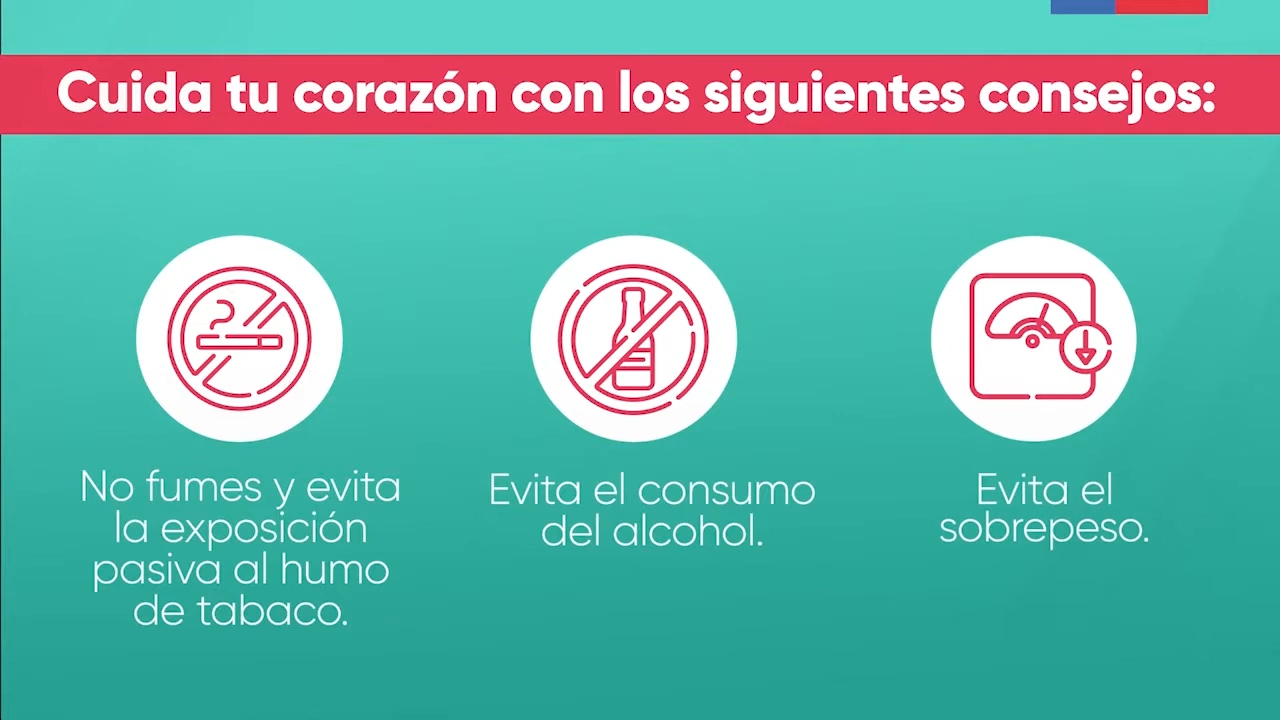 Cuida tu corazón con los siguientes consejos:
No fumes y evita
la exposición
pasiva al humo
de tabaco.
Evita el consumo
del alcohol.
Evita el
sobrepeso.